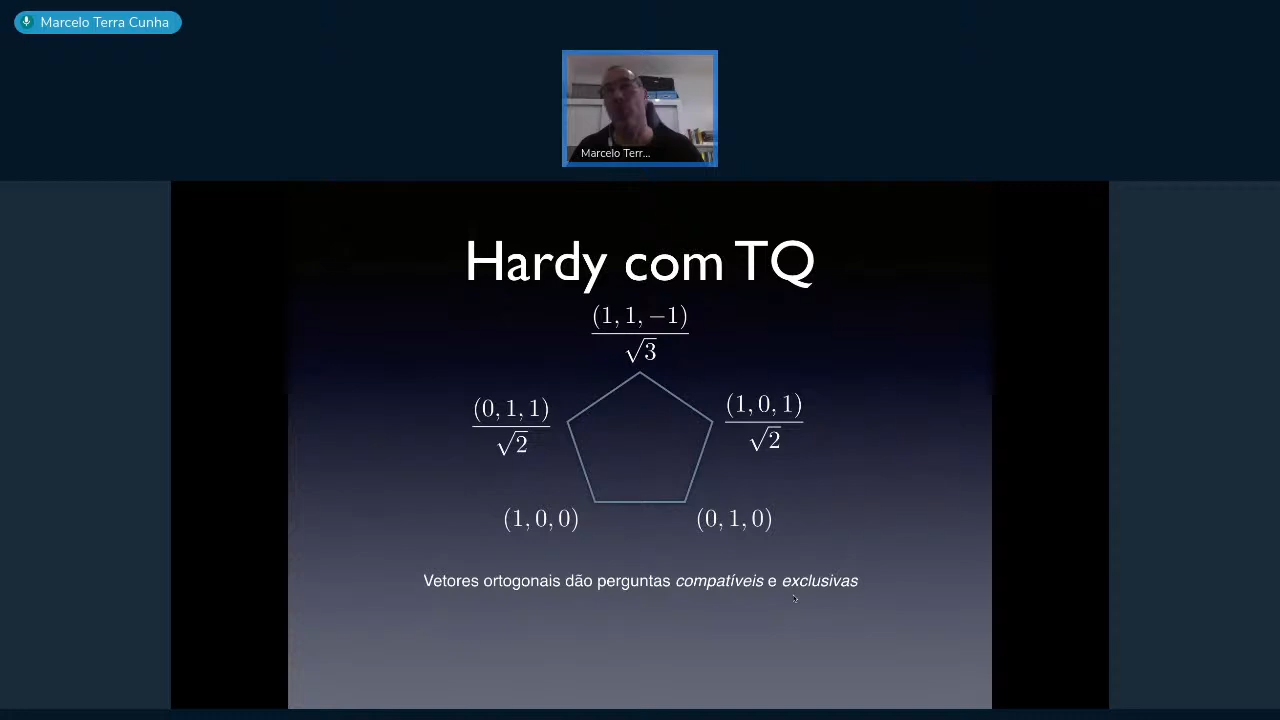 Marcelo Terra Cunha
Marcelo Terr...
Hardy com TQ
(1, 1, −1)
√3
(0, 1, 1)
√2
(1, 0, 1)
√2
(1, 0, 0)
(0, 1, 0)
Vetores ortogonais dão perguntas compatíveis e exclusivas